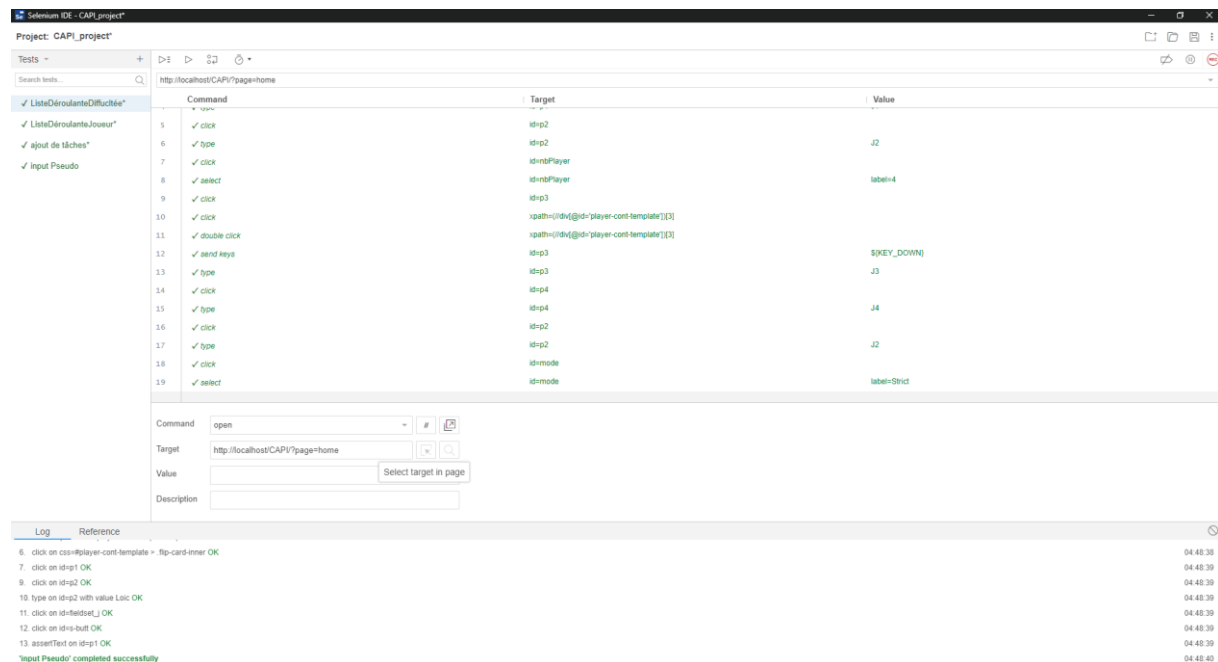 Selenium IDE - CAPI_project*
Project: CAPI_project*
Tests
Search tests...
http://localhost/CAPI/?page=home
✓ ListeDéroulanteDiffucltée*
✓ ListeDéroulanteJoueur*
✓ ajout de tâches*
✓ input Pseudo
Command Target Value
✓ type
5 ✓ click id=p2
6 ✓ type id=p2 J2
7 ✓ click id=nbPlayer
8 ✓ select id=nbPlayer label=4
9 ✓ click id=p3
10 ✓ click xpath=(//div[@id='player-cont-template'])[3]
11 ✓ double click xpath=(//div[@id='player-cont-template'])[3]
12 ✓ send keys id=p3 ${KEY_DOWN}
13 ✓ type id=p3 J3
14 ✓ click id=p4
15 ✓ type id=p4 J4
16 ✓ click id=p2
17 ✓ type id=p2 J2
18 ✓ click id=mode
19 ✓ select id=mode label=Strict
Command open //
Target http://localhost/CAPI/?page=home
Value Select target in page
Description
Log Reference
6. click on css=#player-cont-template > .flip-card-inner OK 04:48:38
7. click on id=p1 OK 04:48:39
9. click on id=p2 OK 04:48:39
10. type on id=p2 with value Loic OK 04:48:39
11. click on id=fieldset_j OK 04:48:39
12. click on id=s-butt OK 04:48:39
13. assertText on id=p1 OK 04:48:39
'input Pseudo' completed successfully 04:48:40